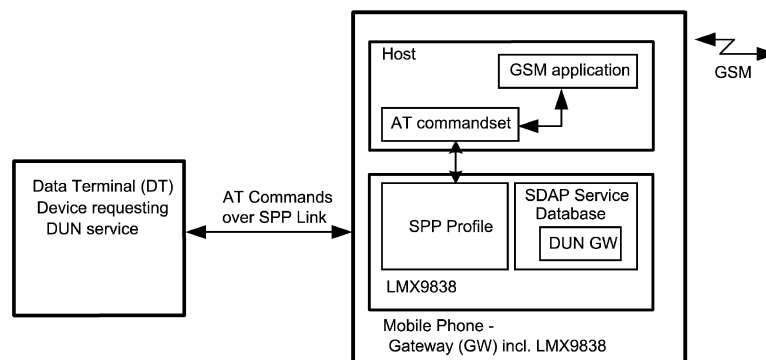 Host
GSM application
AT commandset
GSM
Data Terminal (DT)
Device requesting
DUN service
AT Commands
over SPP Link
SPP Profile
SDAP Service
Database
DUN GW
LMX9838
Mobile Phone -
Gateway (GW) incl. LMX9838